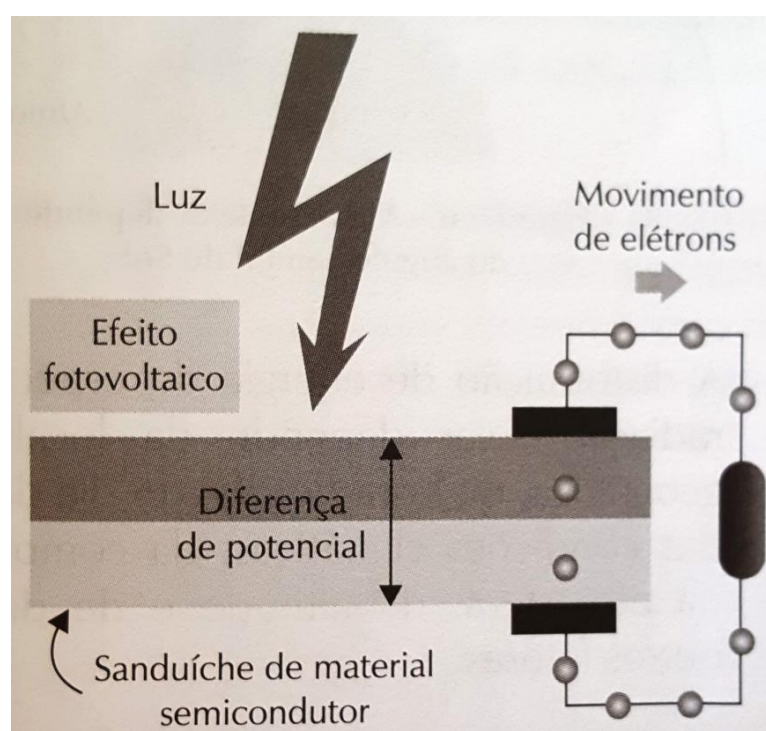 Luz
Movimento
de elétrons
Efeito
fotovoltaico
Diferença
de potencial
Sanduíche de material
semicondutor